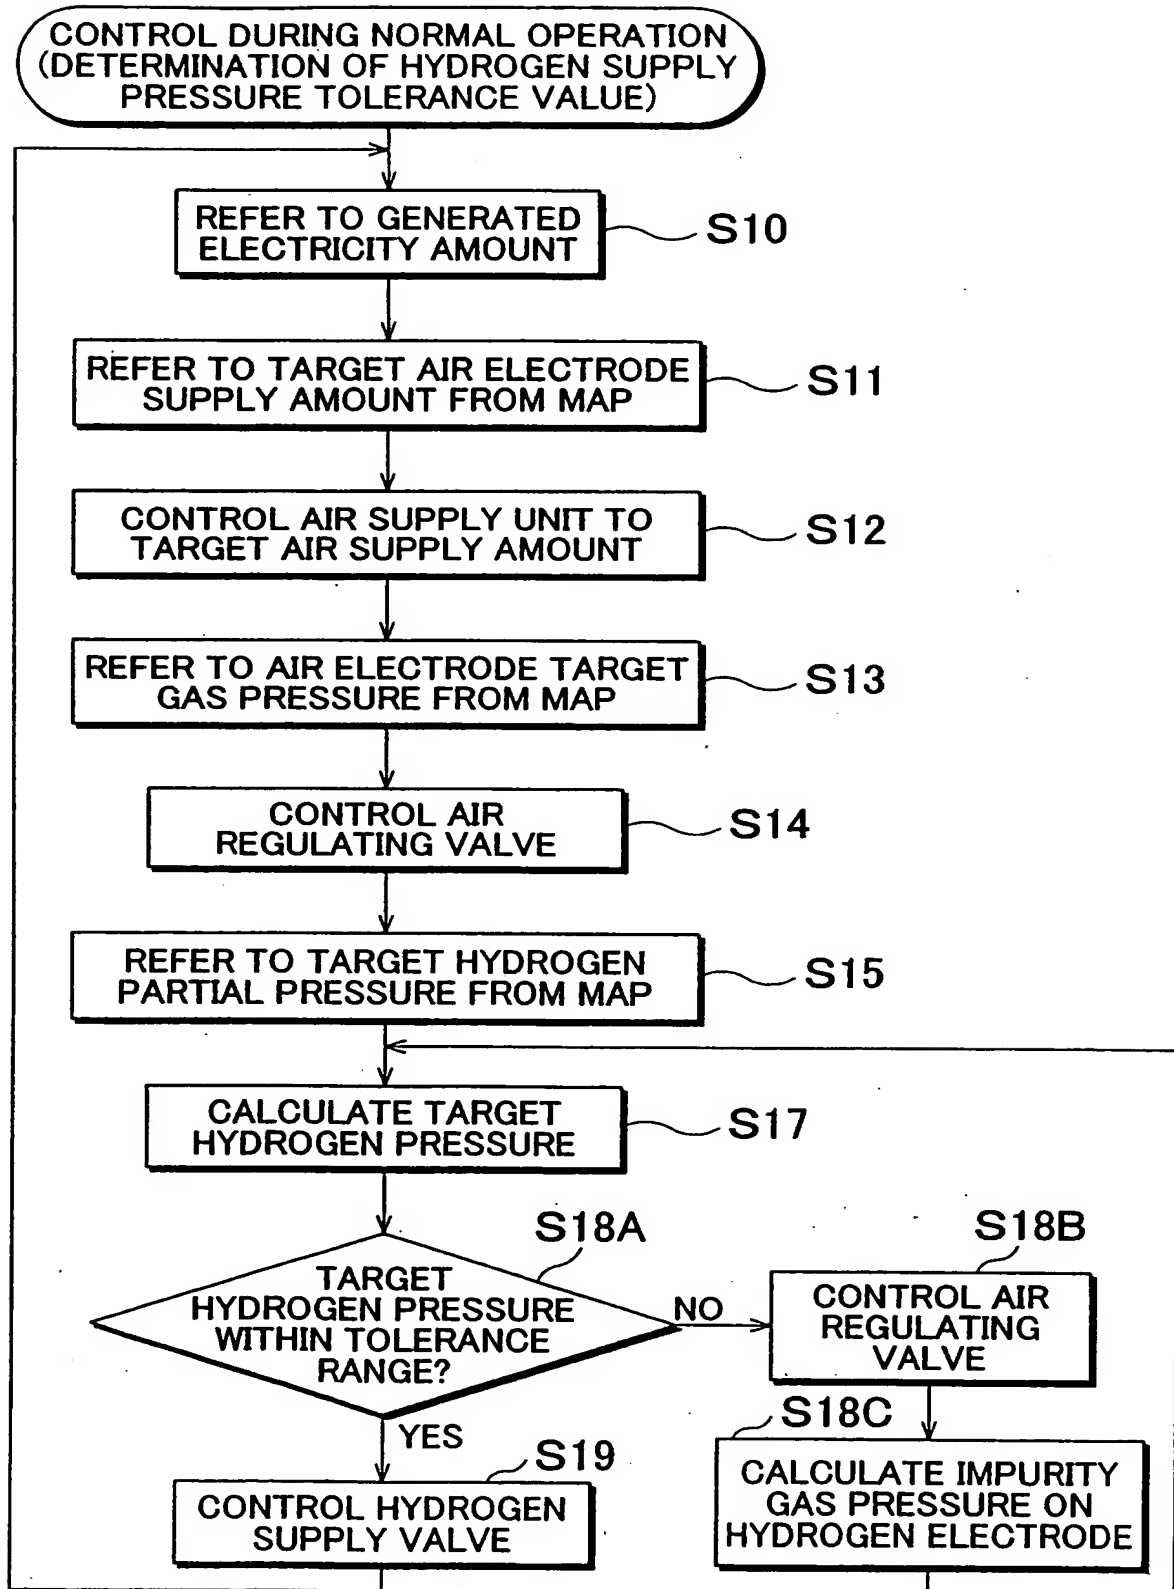 CONTROL DURING NORMAL OPERATION
(DETERMINATION OF HYDROGEN SUPPLY
PRESSURE TOLERANCE VALUE)
REFER TO GENERATED
ELECTRICITY AMOUNT
S10
REFER TO TARGET AIR ELECTRODE
SUPPLY AMOUNT FROM MAP
S11
CONTROL AIR SUPPLY UNIT TO
TARGET AIR SUPPLY AMOUNT
S12
REFER TO AIR ELECTRODE TARGET
GAS PRESSURE FROM MAP
S13
CONTROL AIR
REGULATING VALVE
S14
REFER TO TARGET HYDROGEN
PARTIAL PRESSURE FROM MAP
S15
CALCULATE TARGET
HYDROGEN PRESSURE
S17
S18A
TARGET
HYDROGEN PRESSURE
WITHIN TOLERANCE
RANGE?
NO
S18B
CONTROL AIR
REGULATING
VALVE
YES
S18C
CALCULATE IMPURITY
GAS PRESSURE ON
HYDROGEN ELECTRODE
S19
CONTROL HYDROGEN
SUPPLY VALVE